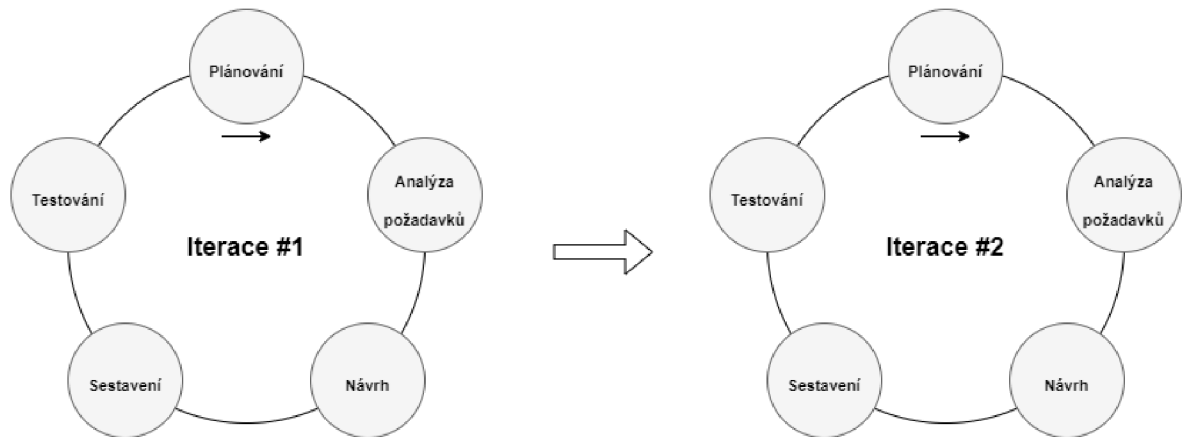 Plánování
Analýza
požadavků
Testování
Iterace #1
Sestavení
Návrh
Plánování
Analýza
požadavků
Testování
Iterace #2
Sestavení
Návrh